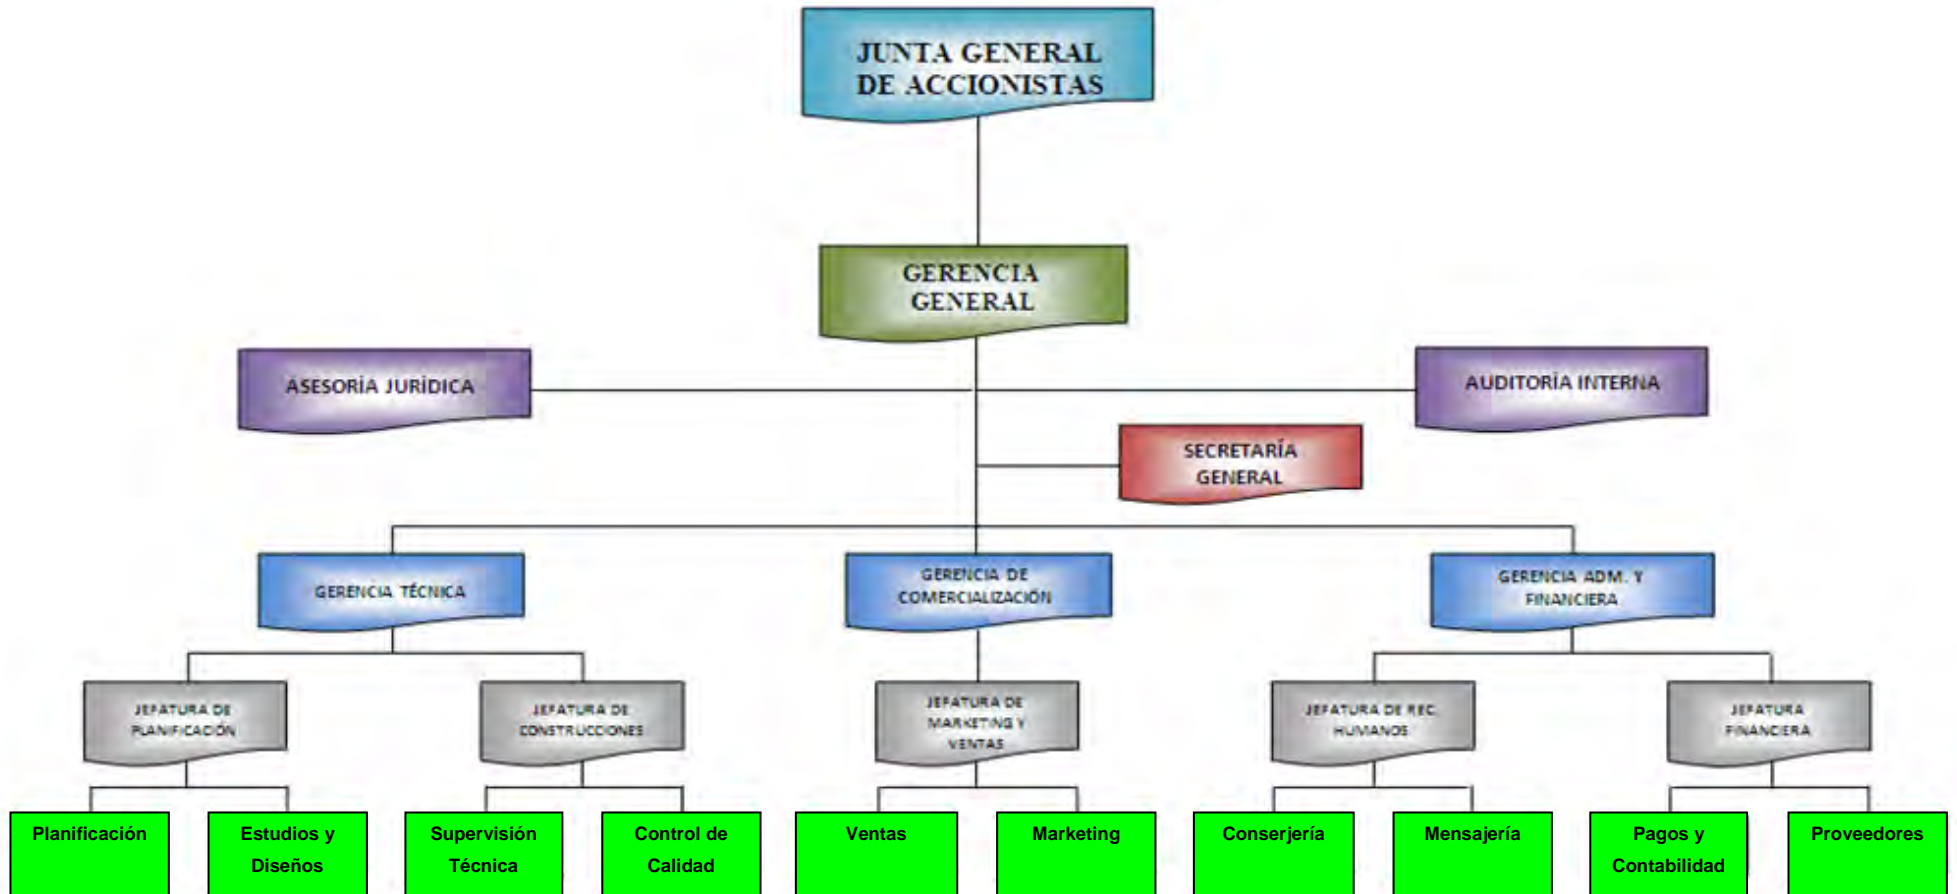 JUNTA GENERAL
DE ACCIONISTAS
GERENCIA
GENERAL
ASESORÍA JURÍDICA
AUDITORÍA INTERNA
SECRETARÍA
GENERAL
GERENCIA TÉCNICA
GERENCIA DE
COMERCIALIZACIÓN
GERENCIA ADM. Y
FINANCIERA
JEFATURA DE
PLANIFICACIÓN
JEFATURA DE
CONSTRUCCIONES
JEFATURA DE
MARKETING Y
VENTAS
JEFATURA DE REC.
HUMANOS
JEFATURA
FINANCIERA
Planificación
Estudios y
Diseños
Supervisión
Técnica
Control de
Calidad
Ventas
Marketing
Conserjería
Mensajería
Pagos y
Contabilidad
Proveedores